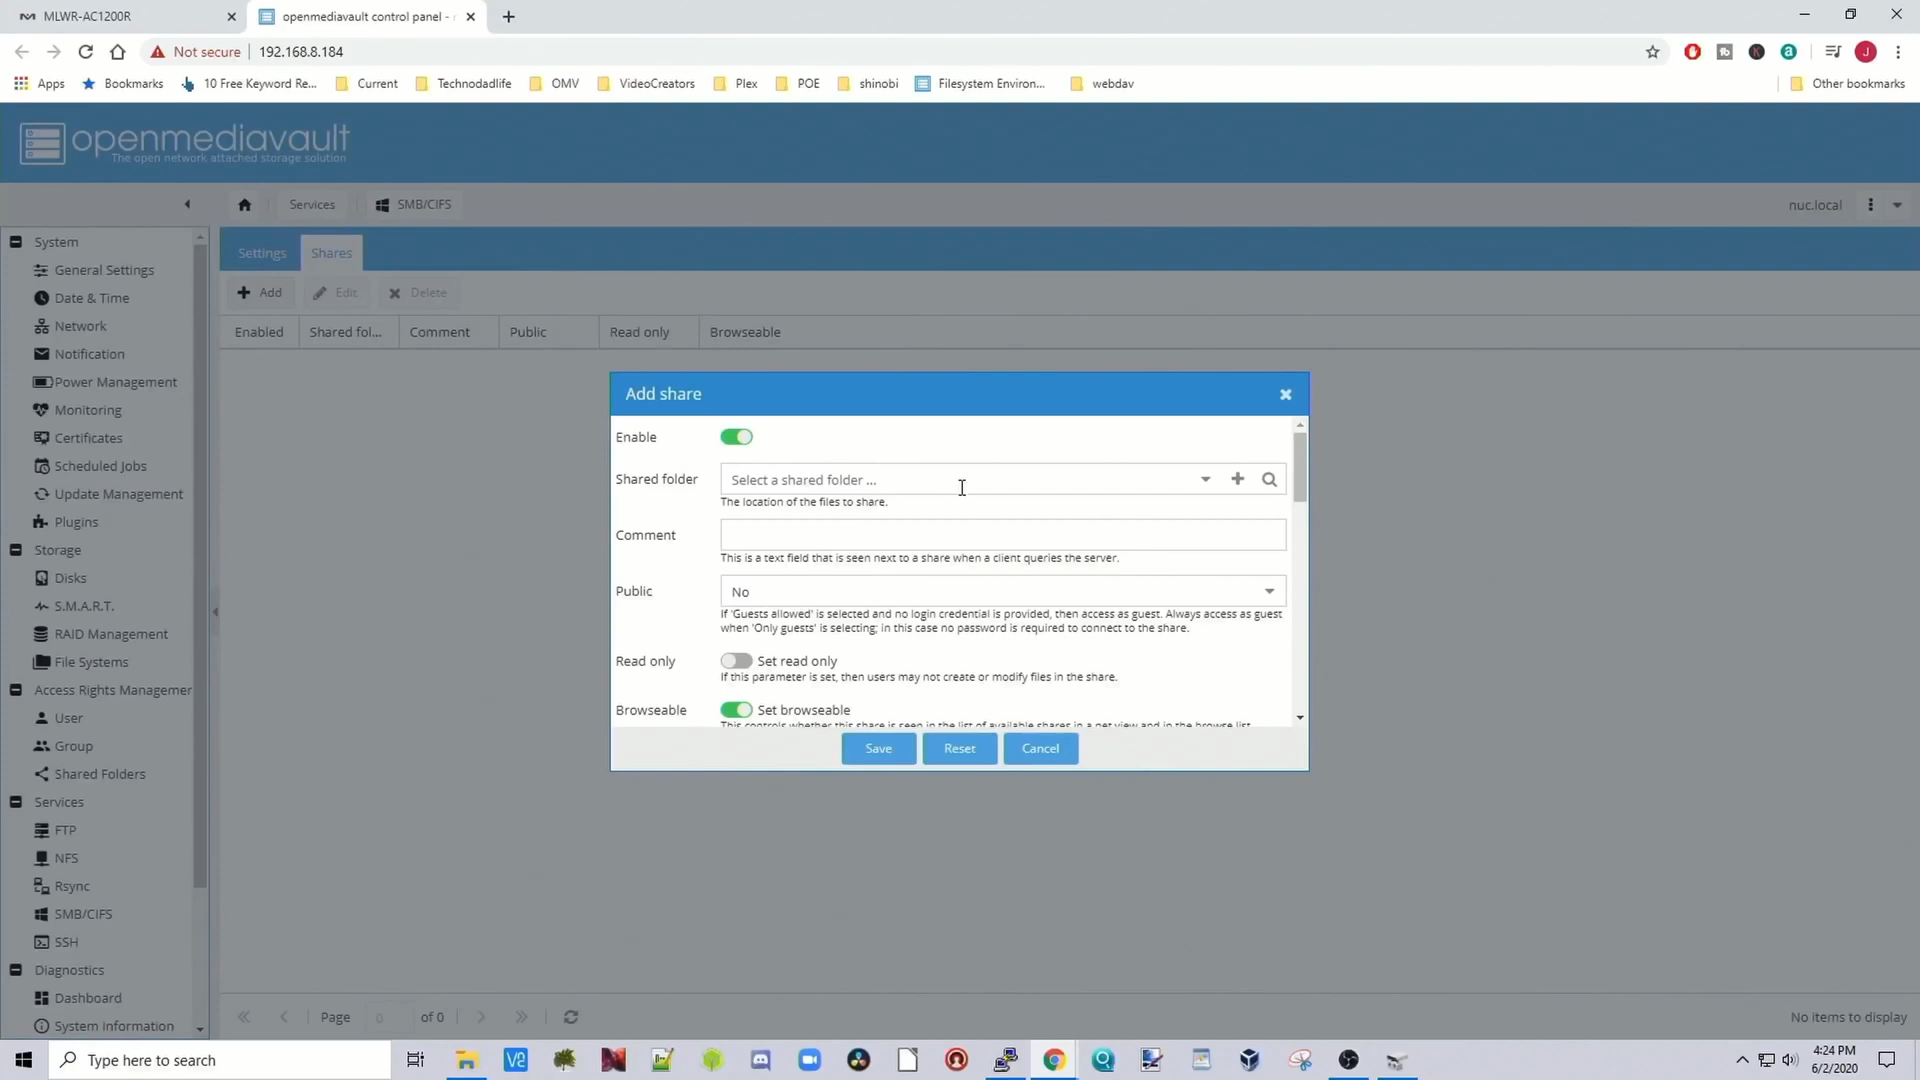 MLWR-AC1200R
openmediavault control panel -
Not secure 192.168.8.184
Apps Bookmarks 10 Free Keyword Re... Current Technodadlife OMV VideoCreators Plex POE shinobi Filesystem Environ... webdav Other bookmarks
openmediavault
The open network attached storage solution
Services SMB/CIFS nuc.local
System
General Settings
Date & Time
Network
Notification
Power Management
Monitoring
Certificates
Scheduled Jobs
Update Management
Plugins
Storage
Disks
S.M.A.R.T.
RAID Management
File Systems
Access Rights Managemer
User
Group
Shared Folders
Services
FTP
NFS
Rsync
SMB/CIFS
SSH
Diagnostics
Dashboard
System Information
Settings Shares
Add Edit Delete
Enabled Shared fol... Comment Public Read only Browseable
Add share
Enable
Shared folder Select a shared folder ...
The location of the files to share.
Comment
This is a text field that is seen next to a share when a client queries the server.
Public No
If 'Guests allowed' is selected and no login credential is provided, then access as guest. Always access as guest
when 'Only guests' is selecting; in this case no password is required to connect to the share.
Read only Set read only
If this parameter is set, then users may not create or modify files in the share.
Browseable Set browseable
This controls whether this share is seen in the list of available shares in a net view and in the browse list.
Save Reset Cancel
Page 0 of 0 No items to display
Type here to search
4:24 PM
6/2/2020